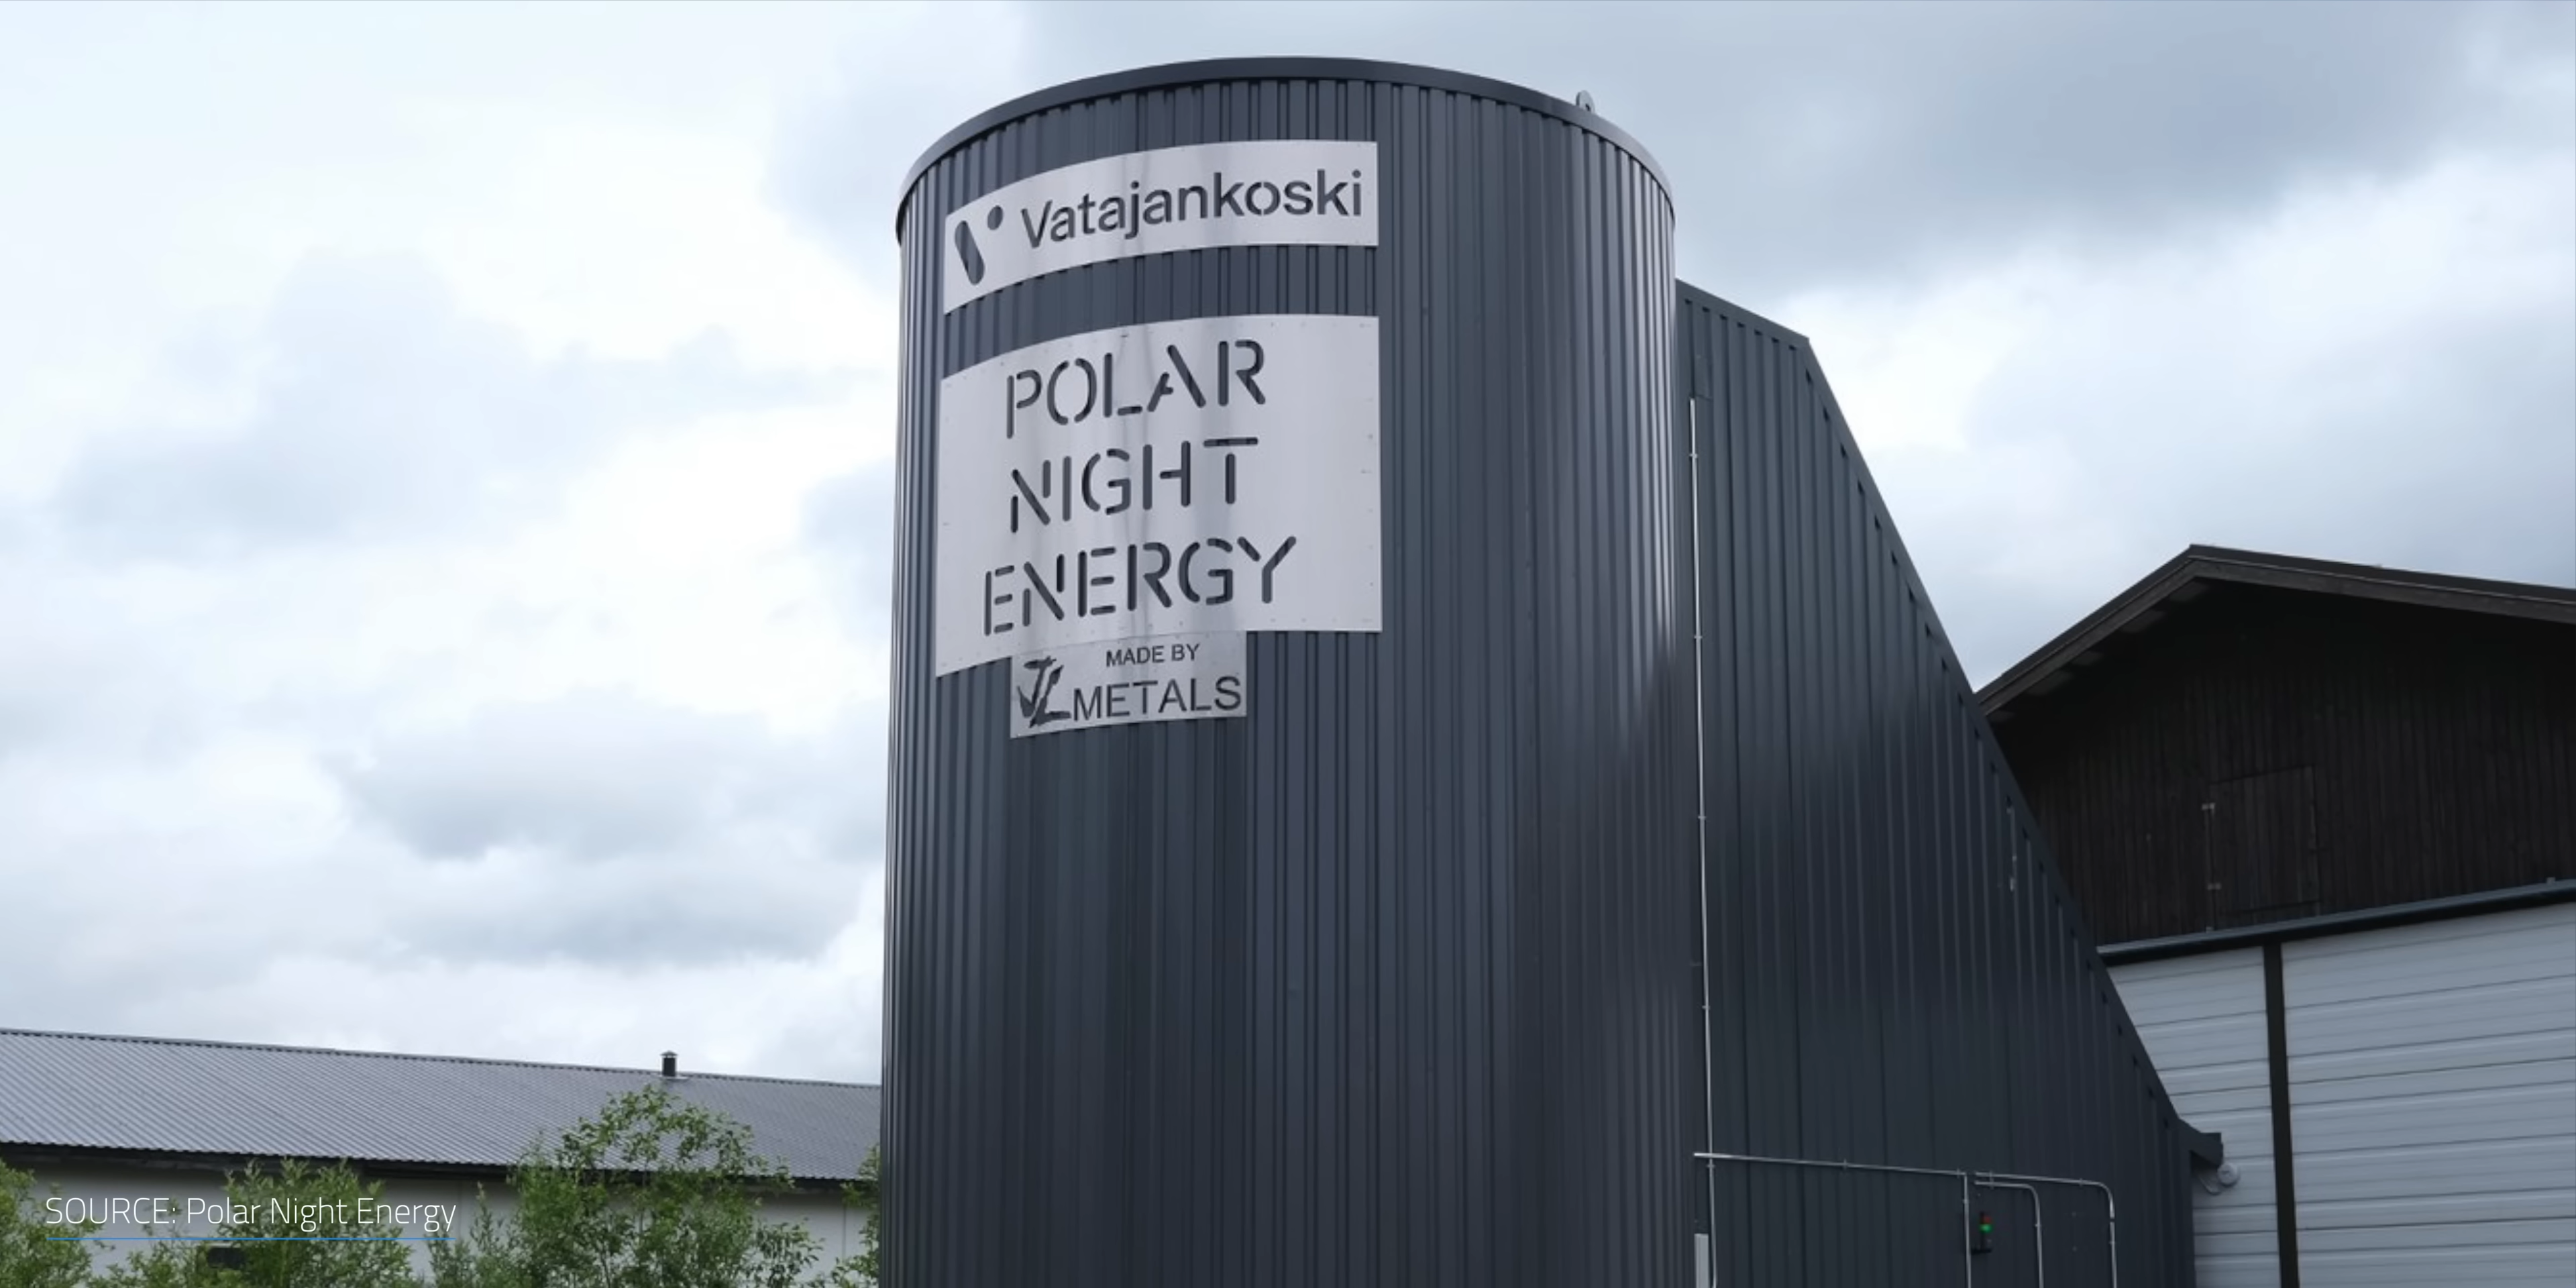 Vatajankoski
POLAR
NIGHT
ENERGY
MADE BY
JL METALS
SOURCE: Polar Night Energy